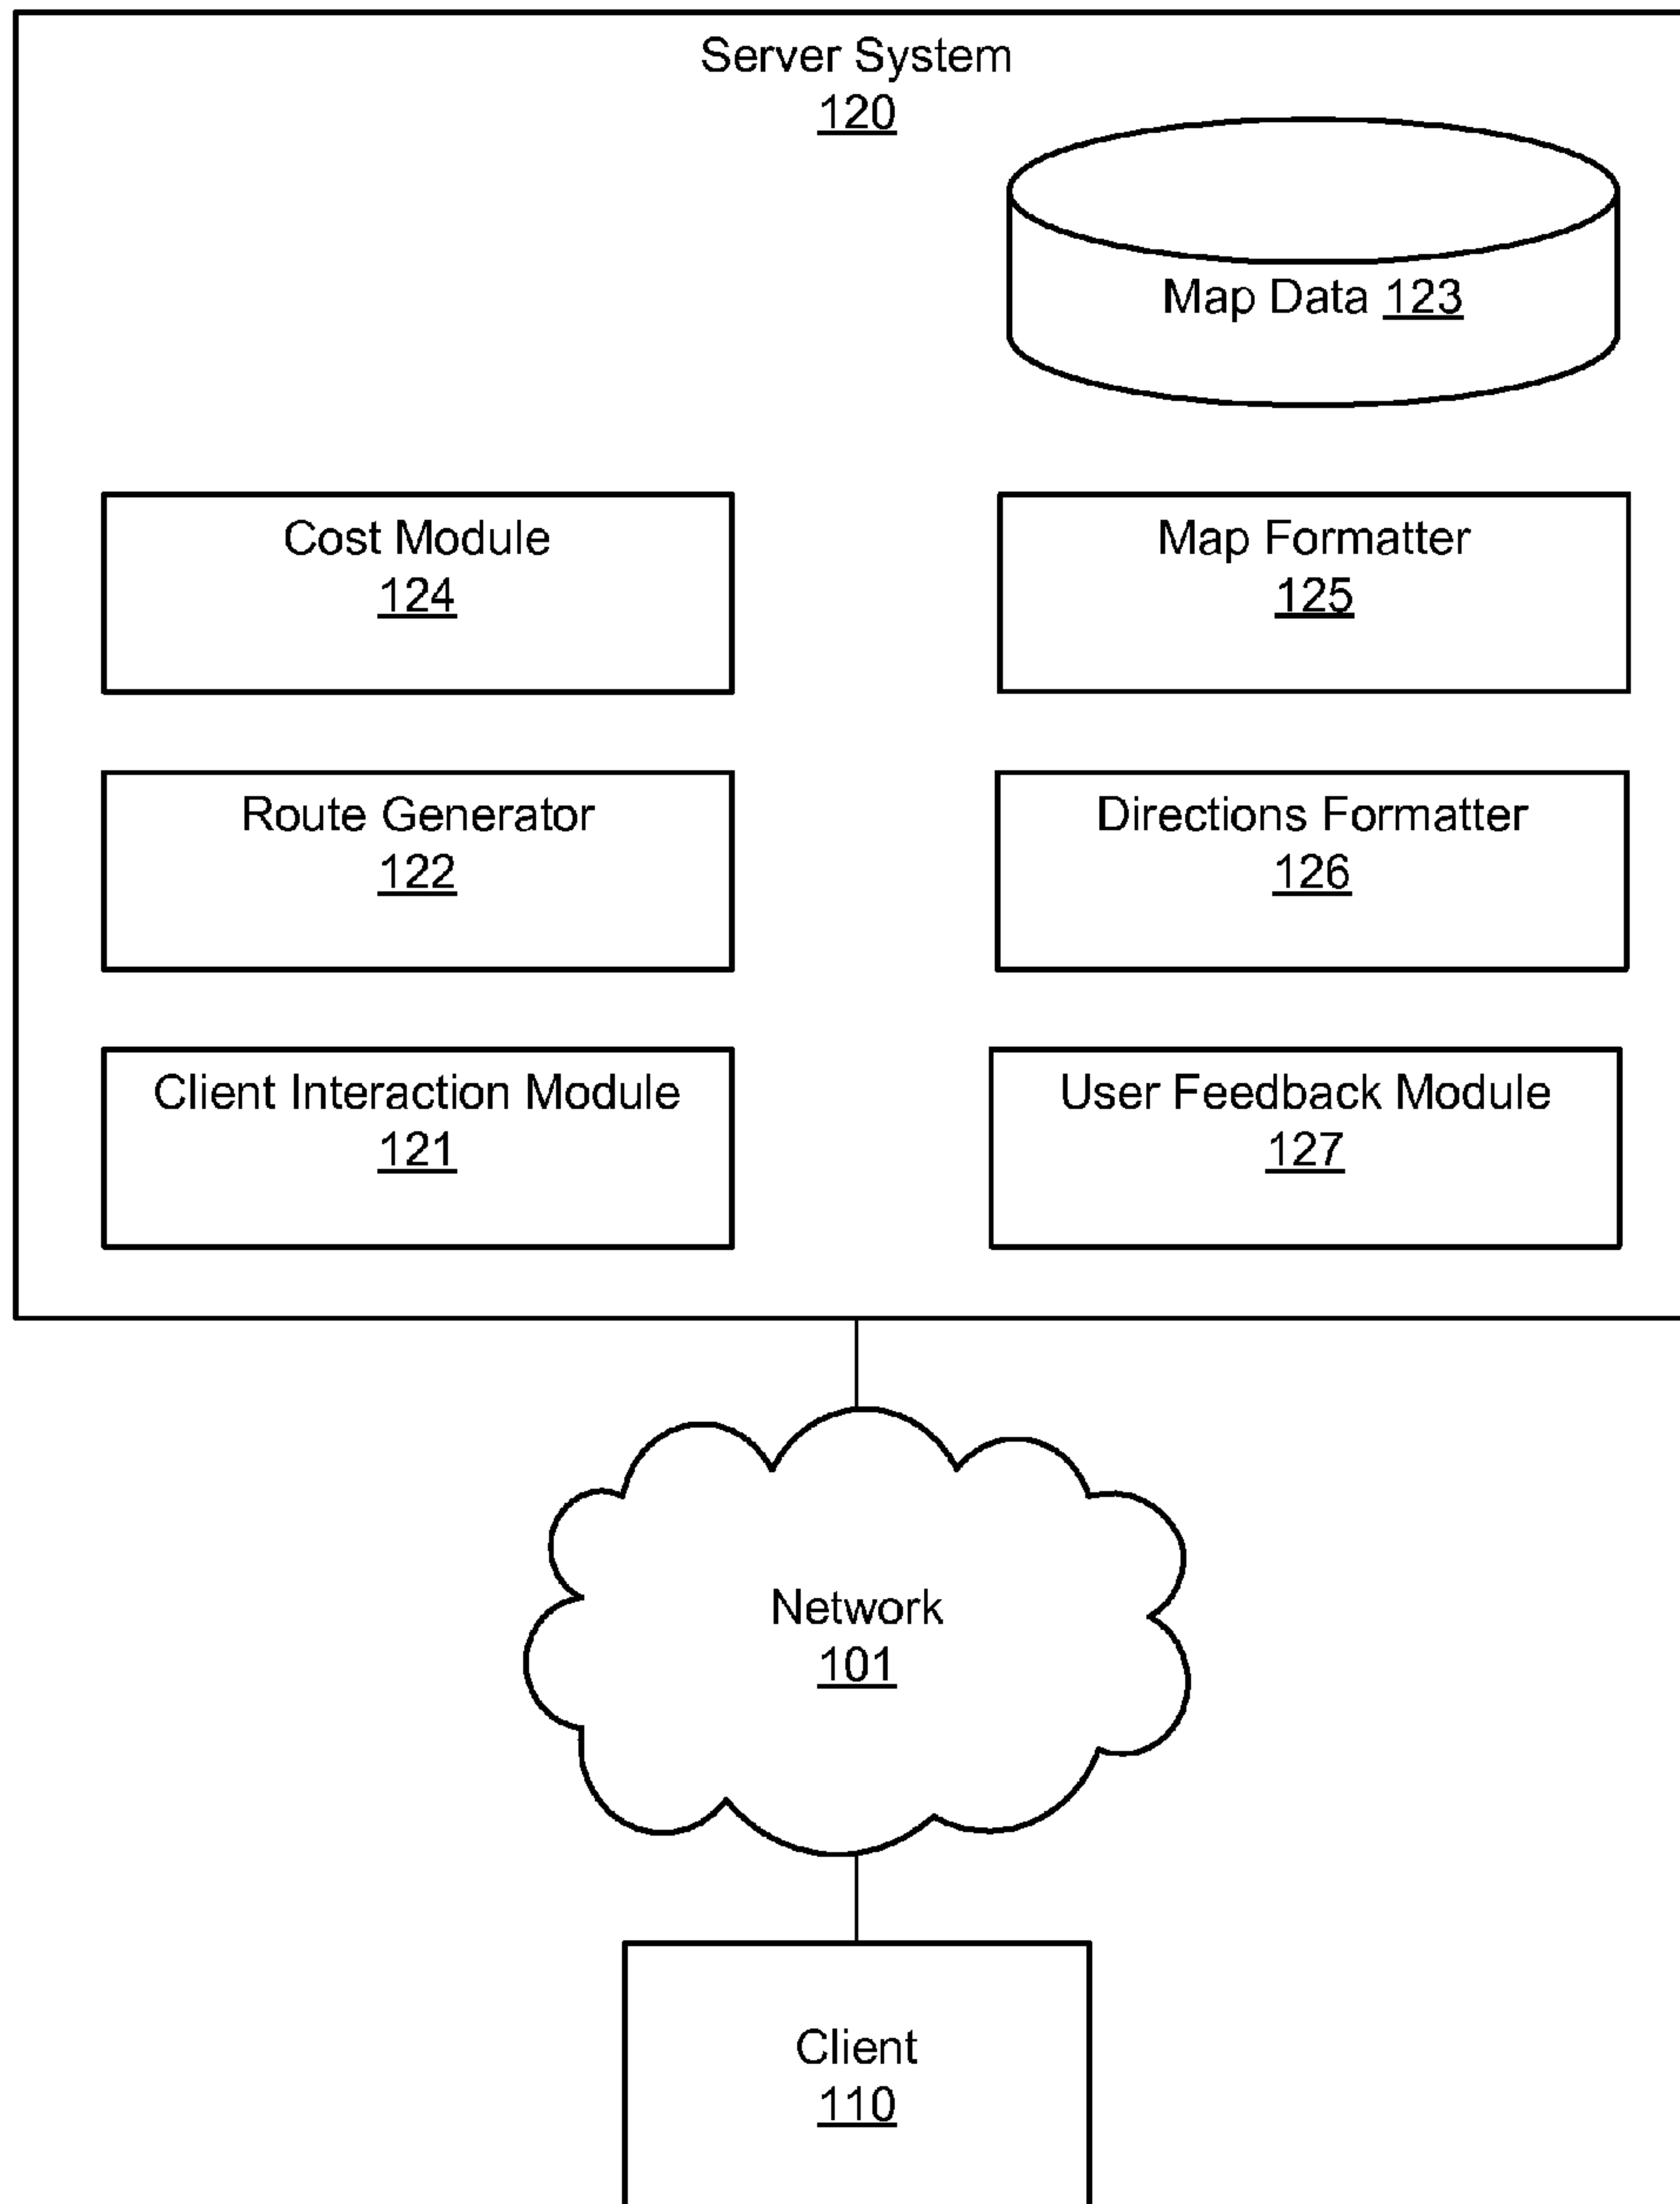 Server System
120
Map Data 123
Cost Module
124
Map Formatter
125
Route Generator
122
Directions Formatter
126
Client Interaction Module
121
User Feedback Module
127
Network
101
Client
110